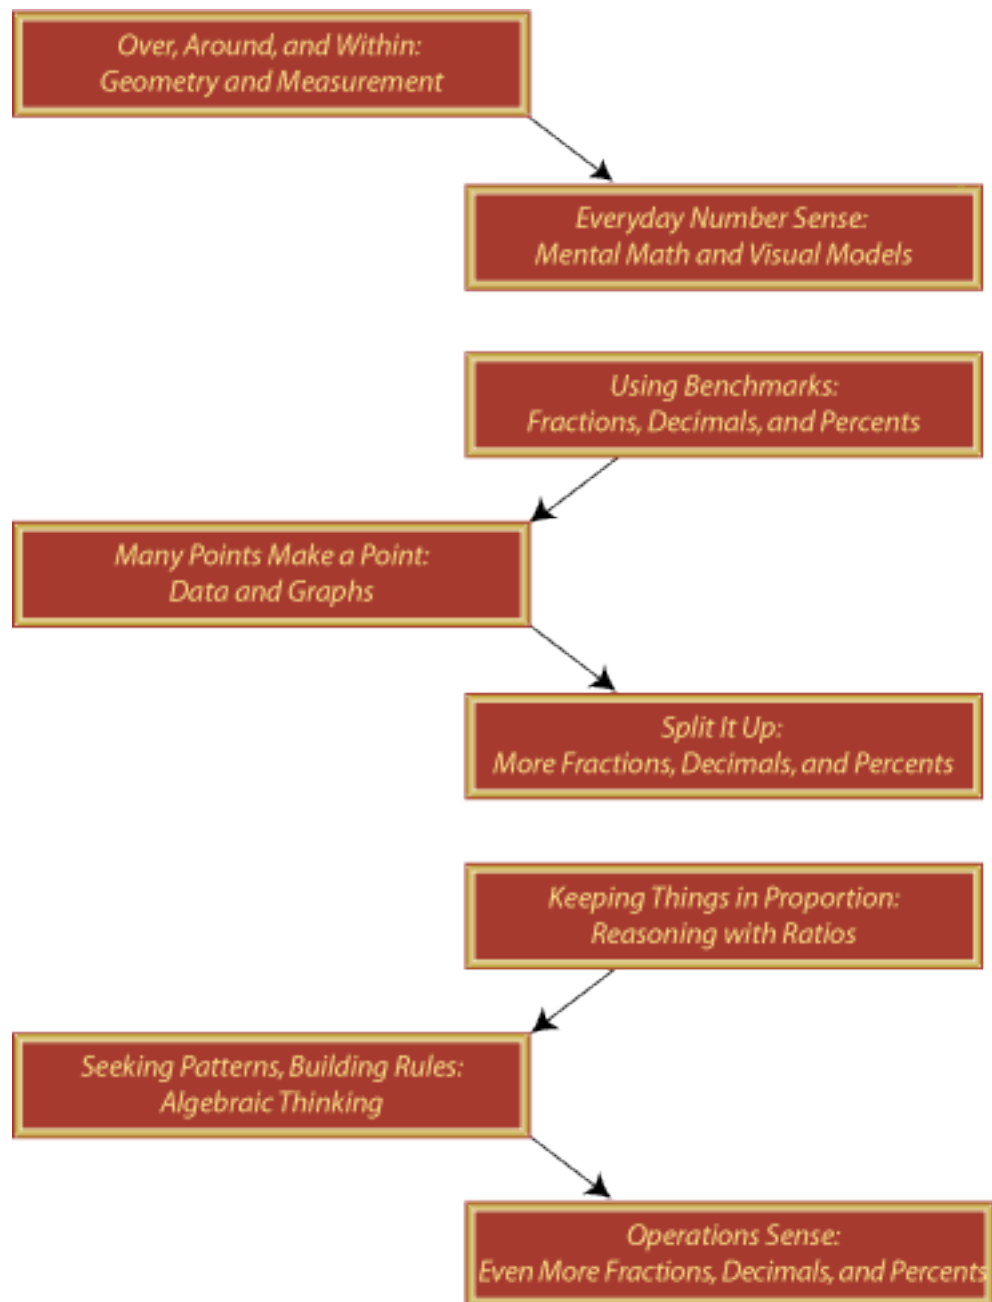 Over, Around, and Within:
Geometry and Measurement
Everyday Number Sense:
Mental Math and Visual Models
Using Benchmarks:
Fractions, Decimals, and Percents
Many Points Make a Point:
Data and Graphs
Split It Up:
More Fractions, Decimals, and Percents
Keeping Things in Proportion:
Reasoning with Ratios
Seeking Patterns, Building Rules:
Algebraic Thinking
Operations Sense:
Even More Fractions, Decimals, and Percents